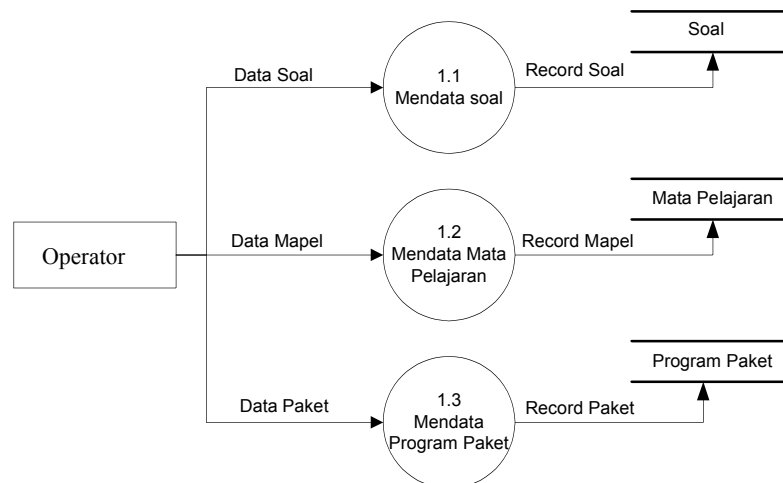 Soal
Data Soal
1.1
Mendata soal
Record Soal
Mata Pelajaran
Operator
Data Mapel
1.2
Mendata Mata
Pelajaran
Record Mapel
Program Paket
Data Paket
1.3
Mendata
Program Paket
Record Paket